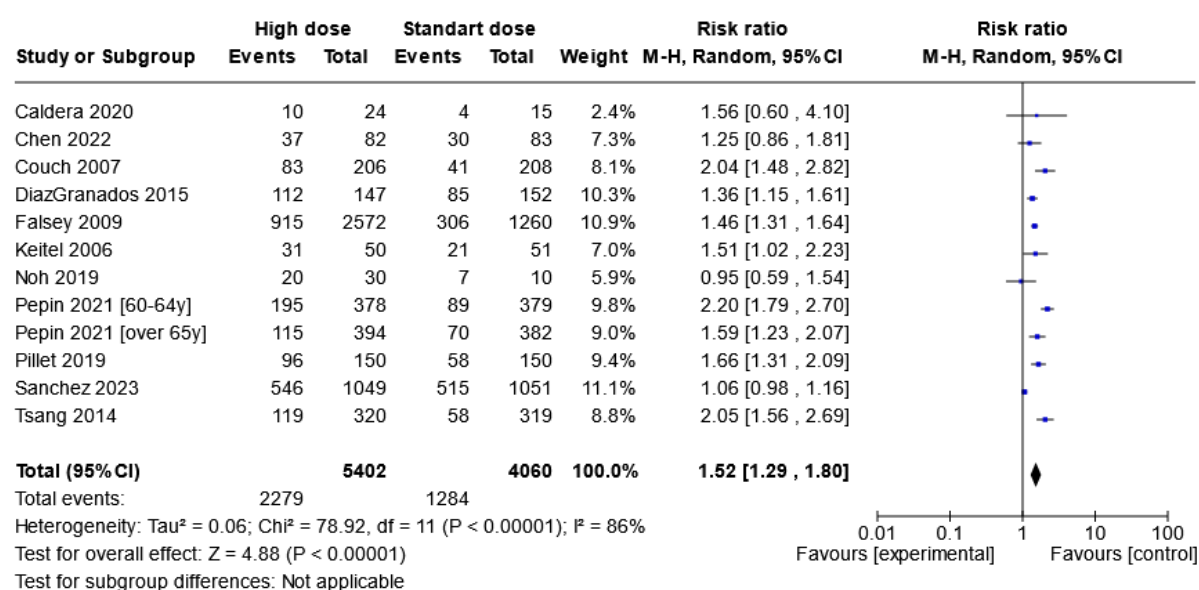 High dose Standart dose Risk ratio Risk ratio
Study or Subgroup Events Total Events Total Weight M-H, Random, 95% CI M-H, Random, 95% CI
Caldera 2020 10 24 4 15 2.4% 1.56 [0.60 , 4.10]
Chen 2022 37 82 30 83 7.3% 1.25 [0.86 , 1.81]
Couch 2007 83 206 41 208 8.1% 2.04 [1.48 , 2.82]
DiazGranados 2015 112 147 85 152 10.3% 1.36 [1.15 , 1.61]
Falsey 2009 915 2572 306 1260 10.9% 1.46 [1.31 , 1.64]
Keitel 2006 31 50 21 51 7.0% 1.51 [1.02 , 2.23]
Noh 2019 20 30 7 10 5.9% 0.95 [0.59 , 1.54]
Pepin 2021 [60-64y] 195 378 89 379 9.8% 2.20 [1.79 , 2.70]
Pepin 2021 [over 65y] 115 394 70 382 9.0% 1.59 [1.23 , 2.07]
Pillet 2019 96 150 58 150 9.4% 1.66 [1.31 , 2.09]
Sanchez 2023 546 1049 515 1051 11.1% 1.06 [0.98 , 1.16]
Tsang 2014 119 320 58 319 8.8% 2.05 [1.56 , 2.69]
Total (95% CI) 5402 4060 100.0% 1.52 [1.29 , 1.80]
Total events: 2279 1284
Heterogeneity: Tau² = 0.06; Chi² = 78.92, df = 11 (P < 0.00001); I² = 86%
Test for overall effect: Z = 4.88 (P < 0.00001)
Test for subgroup differences: Not applicable
0.01 0.1 1 10 100
Favours [experimental] Favours [control]